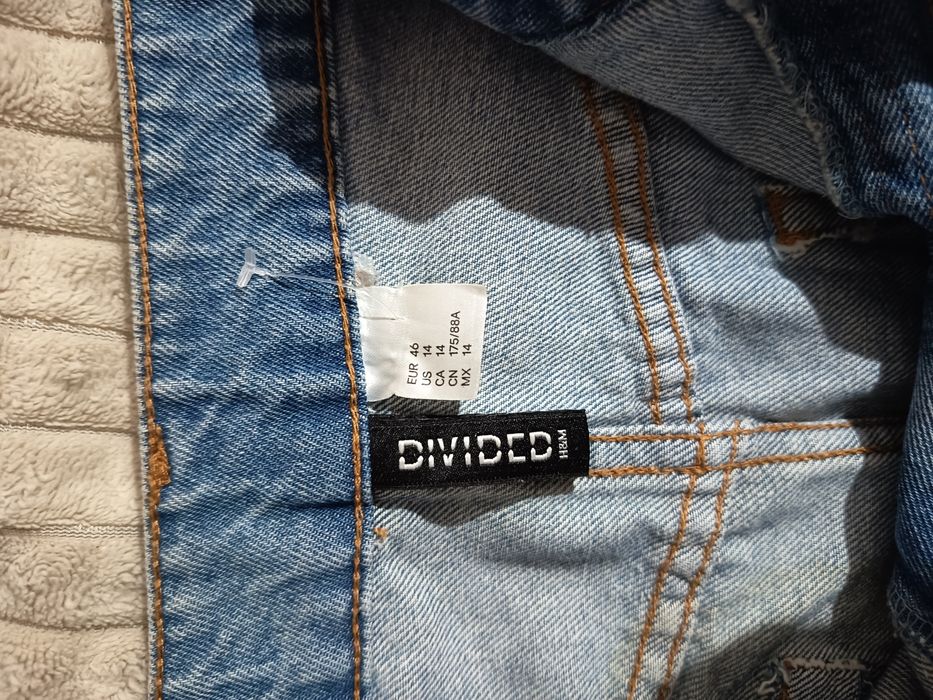 EUR 46
US 14
CA 14
CN 175/88A
MX 14
DIVIDED
H&M